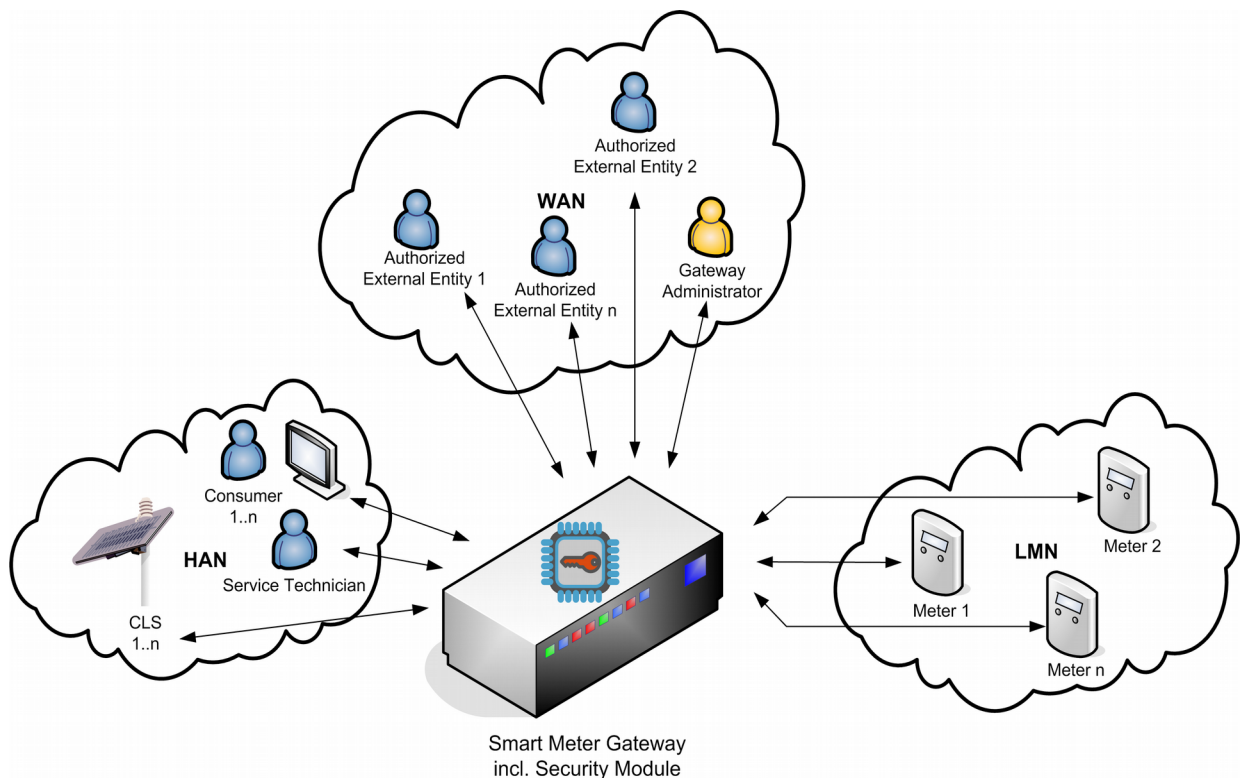 Authorized
External Entity 2
WAN
Authorized
External Entity 1
Authorized
External Entity n
Gateway
Administrator
Consumer
1..n
HAN
Service Technician
CLS
1..n
Meter 2
LMN
Meter 1
Meter n
Smart Meter Gateway
incl. Security Module